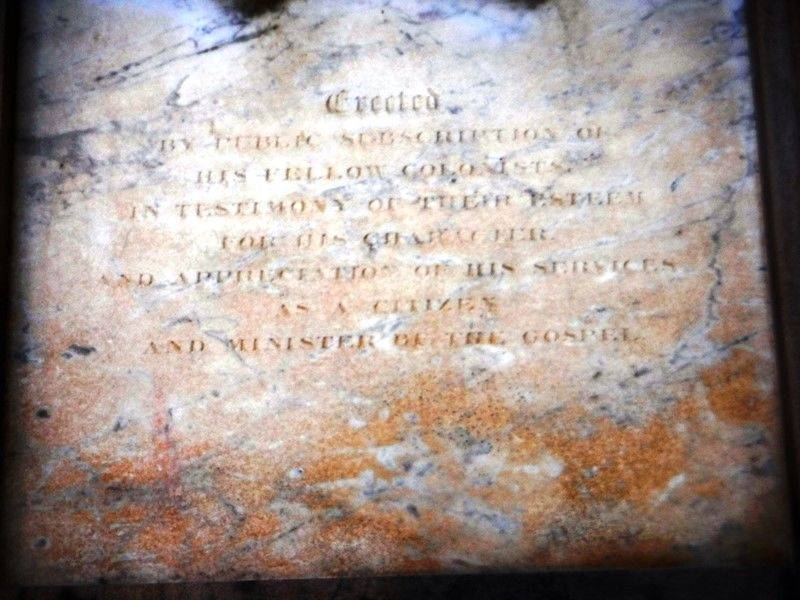 Erected
BY PUBLIC SUBSCRIPTION OF
HIS FELLOW COLONISTS,
IN TESTIMONY OF THEIR ESTEEM
FOR HIS CHARACTER,
AND APPRECIATION OF HIS SERVICES
AS A CITIZEN
AND MINISTER OF THE GOSPEL.